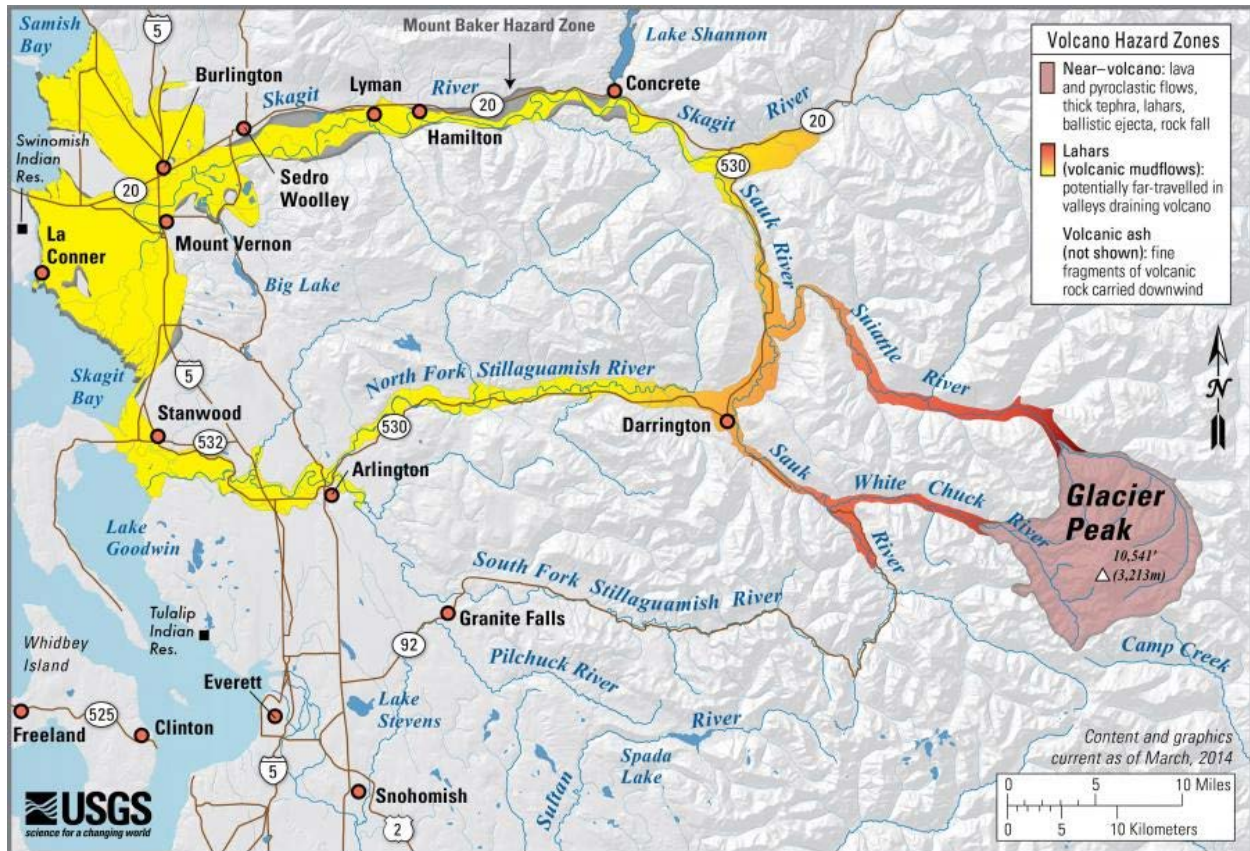 Samish
Bay
5
Mount Baker Hazard Zone
Lake Shannon
Burlington
Lyman
Concrete
Skagit
River
20
Skagit
River
20
Hamilton
Swinomish
Indian
Res.
20
Sedro
Woolley
530
Mount Vernon
La
Conner
Big Lake
Sauk River
Suiattle
River
Skagit
Bay
5
North Fork Stillaguamish River
Stanwood
532
530
Darrington
Arlington
Sauk
River
White Chuck
River
Glacier
Peak
10,541'
(3,213m)
Lake
Goodwin
South Fork Stillaguamish River
Tulalip
Indian
Res.
Granite Falls
92
Whidbey
Island
Pilchuck River
Camp Creek
Everett
Lake
Stevens
525
Freeland
Clinton
River
Spada
Lake
Sultan
5
Snohomish
2
Volcano Hazard Zones
Near–volcano: lava
and pyroclastic flows,
thick tephra, lahars,
ballistic ejecta, rock fall
Lahars
(volcanic mudflows):
potentially far-travelled in
valleys draining volcano
Volcanic ash
(not shown): fine
fragments of volcanic
rock carried downwind
N
Content and graphics
current as of March, 2014
0 5 10 Miles
0 5 10 Kilometers
USGS
science for a changing world